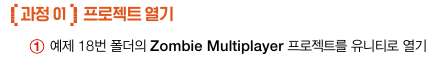 [과정 01] 프로젝트 열기
① 예제 18번 폴더의 Zombie Multiplayer 프로젝트를 유니티로 열기